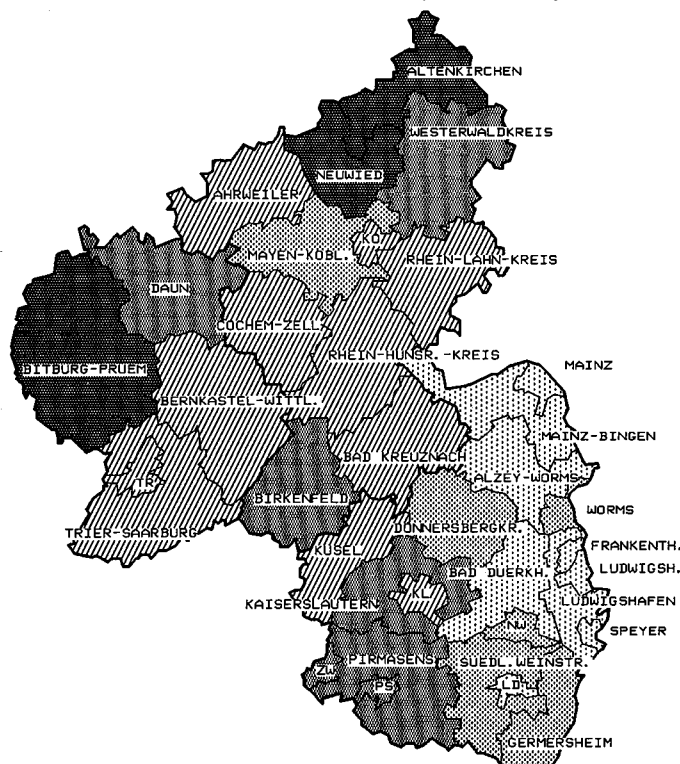 ALTENKIRCHEN
WESTERWALDKREIS
NEUWIED
AHRWEILER
KO
MAYEN-KOBL.
RHEIN-LAHN-KREIS
DAUN
COCHEM-ZELL
RHEIN-HUNSR.-KREIS
MAINZ
BITBURG-PRUEM
BERNKASTEL-WITTL.
MAINZ-BINGEN
BAD KREUZNACH
ALZEY-WORMS
TR
BIRKENFELD
WORMS
DONNERSBERGKR.
TRIER-SAARBURG
FRANKENTH.
KUSEL
LUDWIGSH.
BAD DUERKH.
KL
LUDWIGSHAFEN
KAISERSLAUTERN
NW
SPEYER
PIRMASENS
SUEDL.WEINSTR.
ZW
PS
LD
GERMERSHEIM